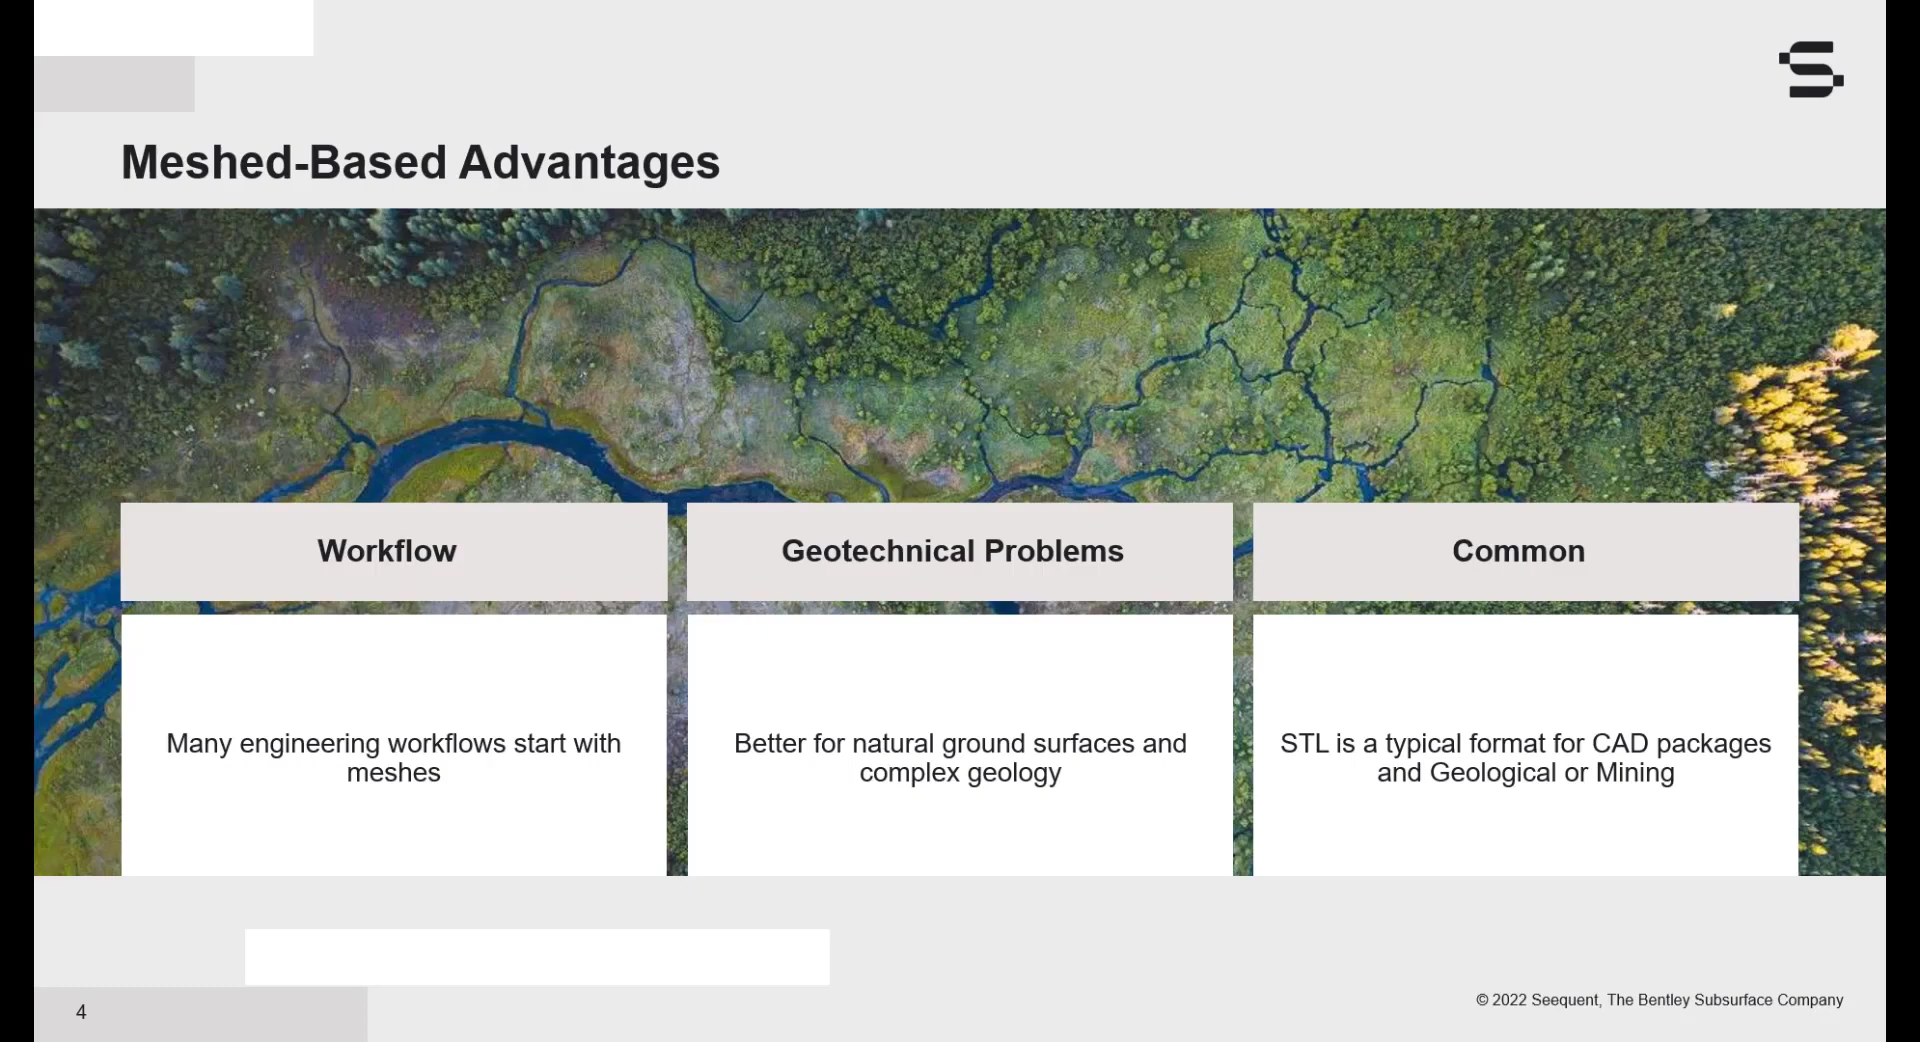 Meshed-Based Advantages
Workflow
Geotechnical Problems
Common
Many engineering workflows start with
meshes
Better for natural ground surfaces and
complex geology
STL is a typical format for CAD packages
and Geological or Mining
4
© 2022 Seequent, The Bentley Subsurface Company